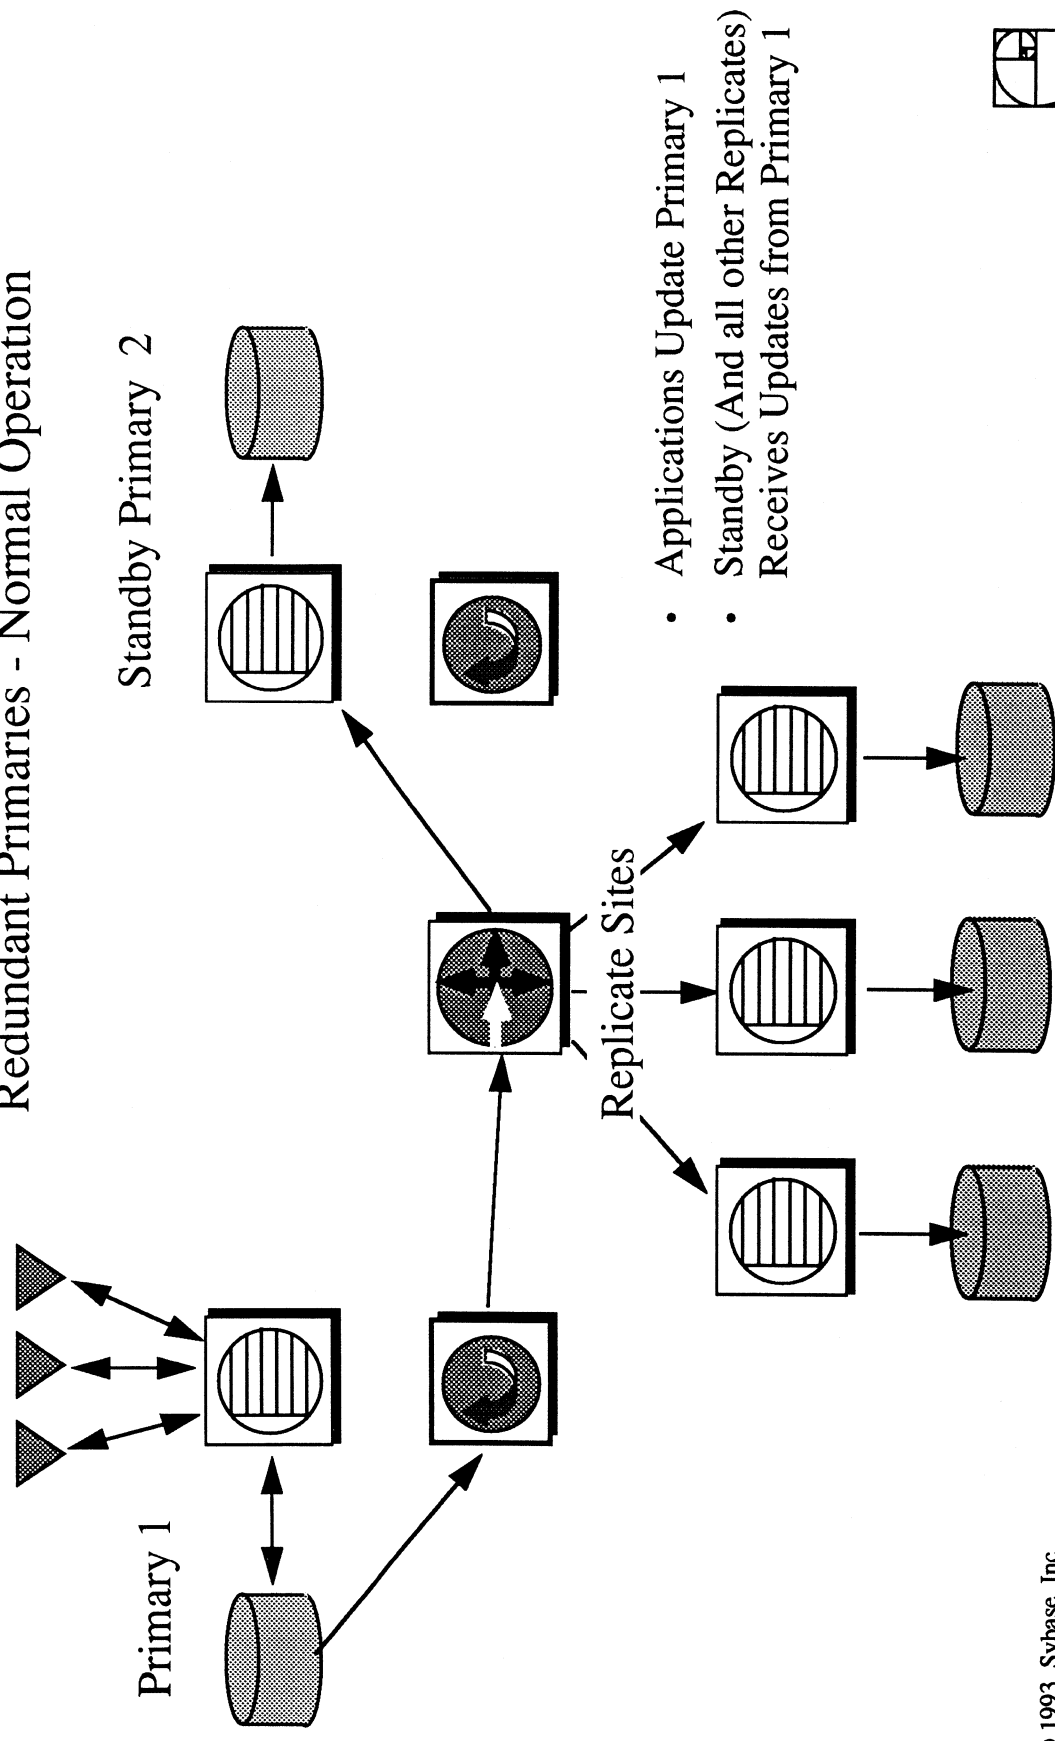 Redundant Primaries - Normal Operation
Primary 1
Standby Primary 2
Replicate Sites
• Applications Update Primary 1
• Standby (And all other Replicates)
Receives Updates from Primary 1
1993 Sybase, Inc